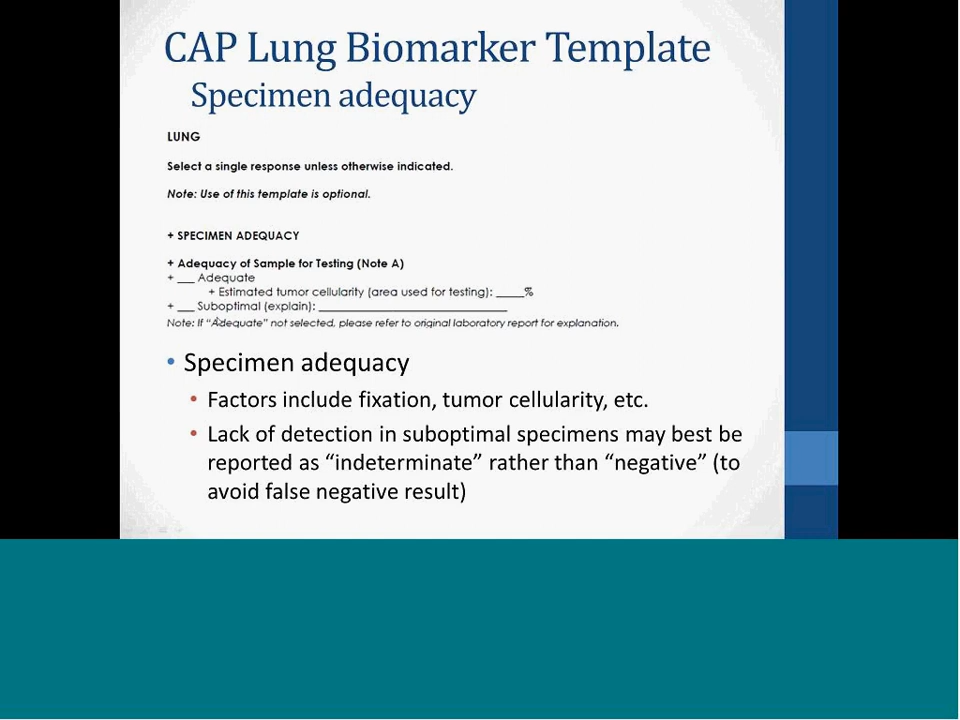 CAP Lung Biomarker Template
Specimen adequacy
LUNG
Select a single response unless otherwise indicated.
Note: Use of this template is optional.
+ SPECIMEN ADEQUACY
+ Adequacy of Sample for Testing (Note A)
+ ___ Adequate
+ Estimated tumor cellularity (area used for testing): ____%
+ ___ Suboptimal (explain): ___________________________
Note: If “Adequate” not selected, please refer to original laboratory report for explanation.
• Specimen adequacy
• Factors include fixation, tumor cellularity, etc.
• Lack of detection in suboptimal specimens may best be
reported as “indeterminate” rather than “negative” (to
avoid false negative result)